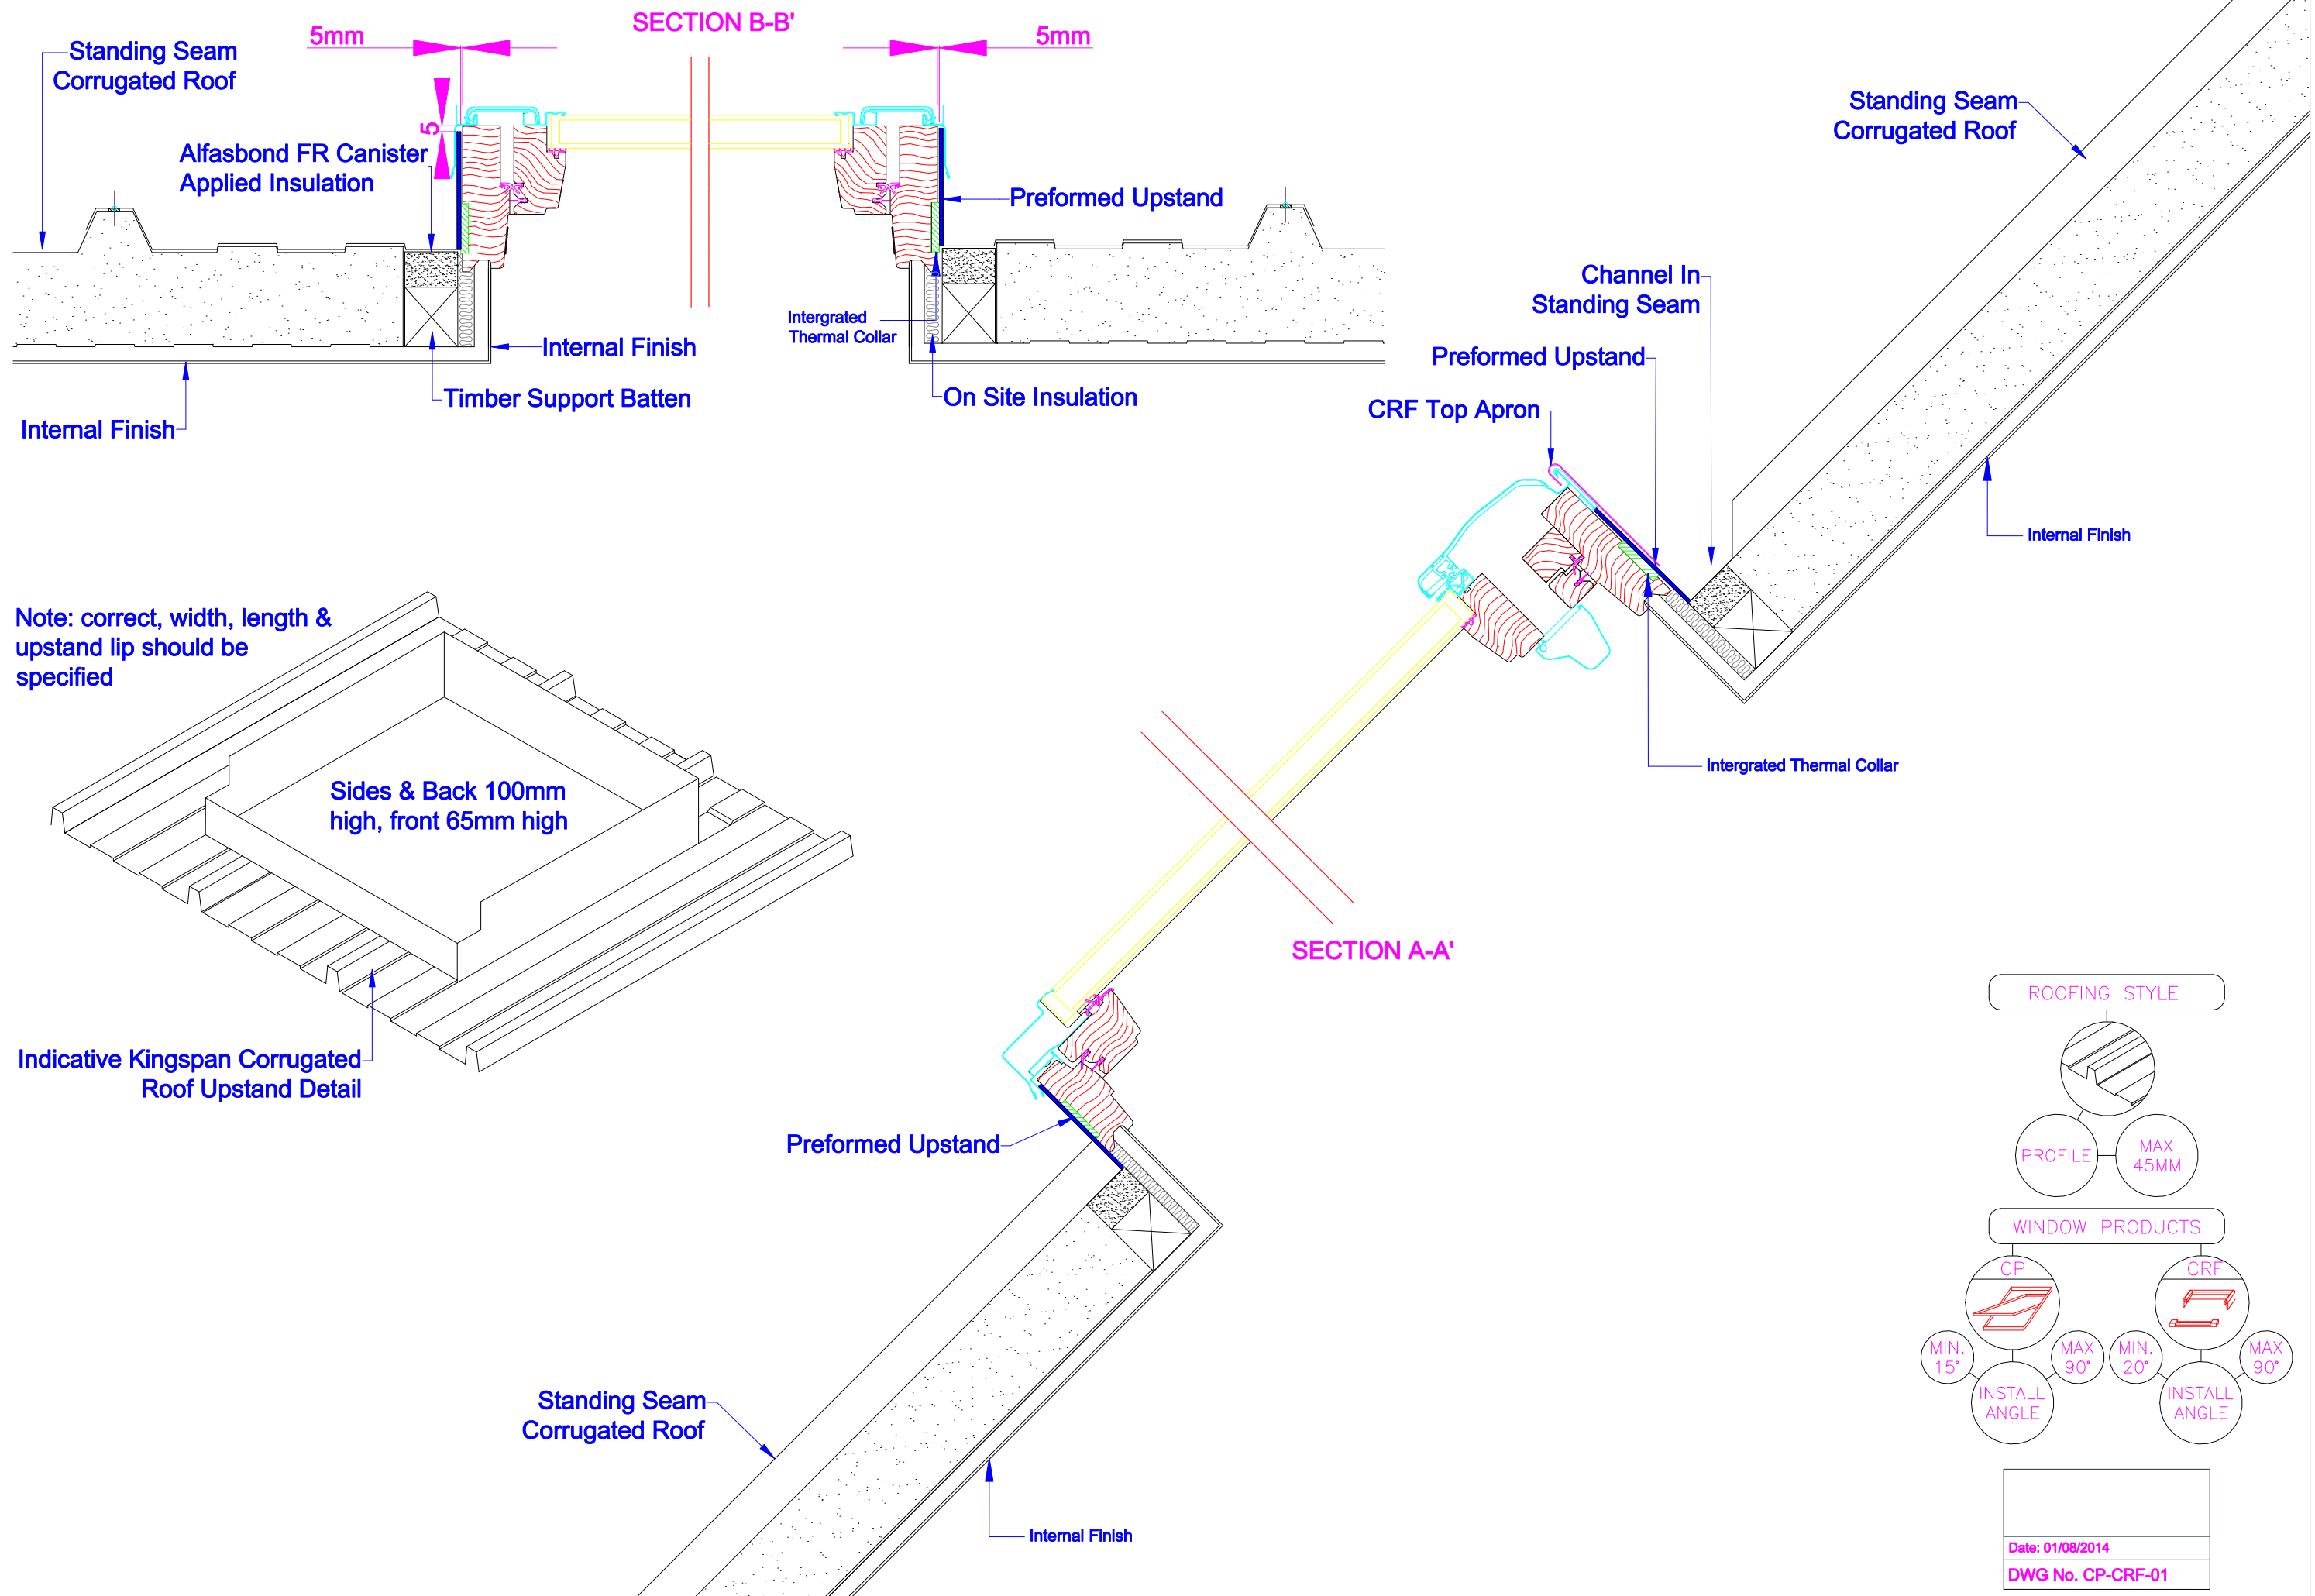 SECTION B-B'
5mm
5mm
Standing Seam
Corrugated Roof
5
Alfasbond FR Canister
Applied Insulation
Preformed Upstand
Intergrated
Thermal Collar
Internal Finish
Timber Support Batten
On Site Insulation
Internal Finish
Standing Seam
Corrugated Roof
Channel In
Standing Seam
Preformed Upstand
CRF Top Apron
Internal Finish
Intergrated Thermal Collar
Note: correct, width, length &
upstand lip should be
specified
Sides & Back 100mm
high, front 65mm high
Indicative Kingspan Corrugated
Roof Upstand Detail
SECTION A-A'
Preformed Upstand
Standing Seam
Corrugated Roof
Internal Finish
ROOFING STYLE
PROFILE
MAX
45MM
WINDOW PRODUCTS
CP
CRF
MIN.
15°
MAX
90°
MIN.
20°
MAX
90°
INSTALL
ANGLE
INSTALL
ANGLE
Date: 01/08/2014
DWG No. CP-CRF-01